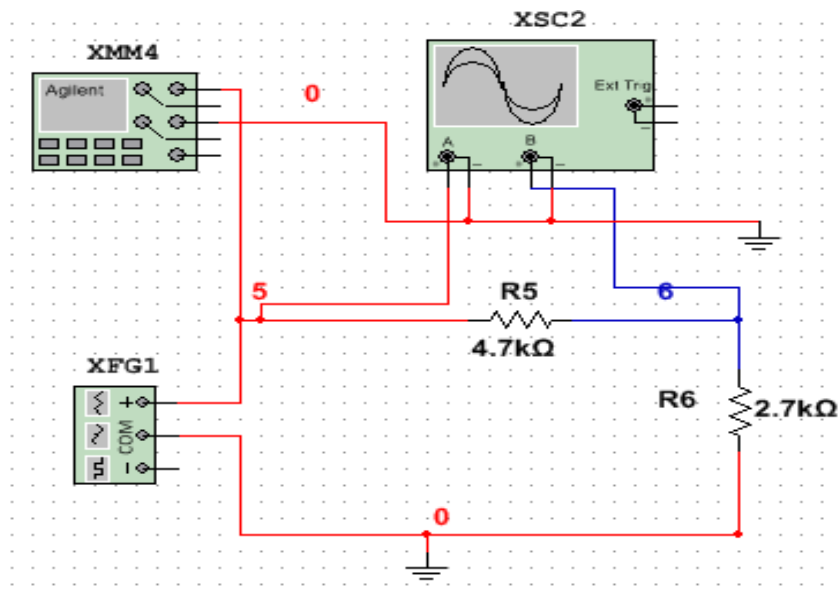 XSC2
XMM4
Agilent
0
Ext Trig
+
−
A
B
+ −
+ −
5
R5
6
4.7kΩ
XFG1
R6
2.7kΩ
+
COM
−
0